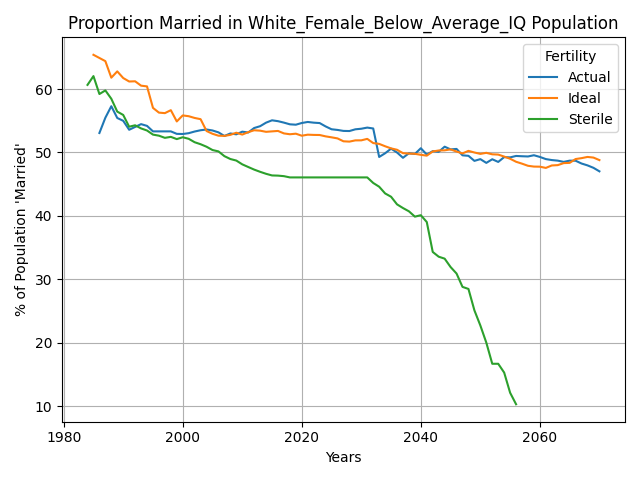 Proportion Married in White_Female_Below_Average_IQ Population
% of Population 'Married'
60
50
40
30
20
10
Fertility
Actual
Ideal
Sterile
1980
2000
2020
2040
2060
Years